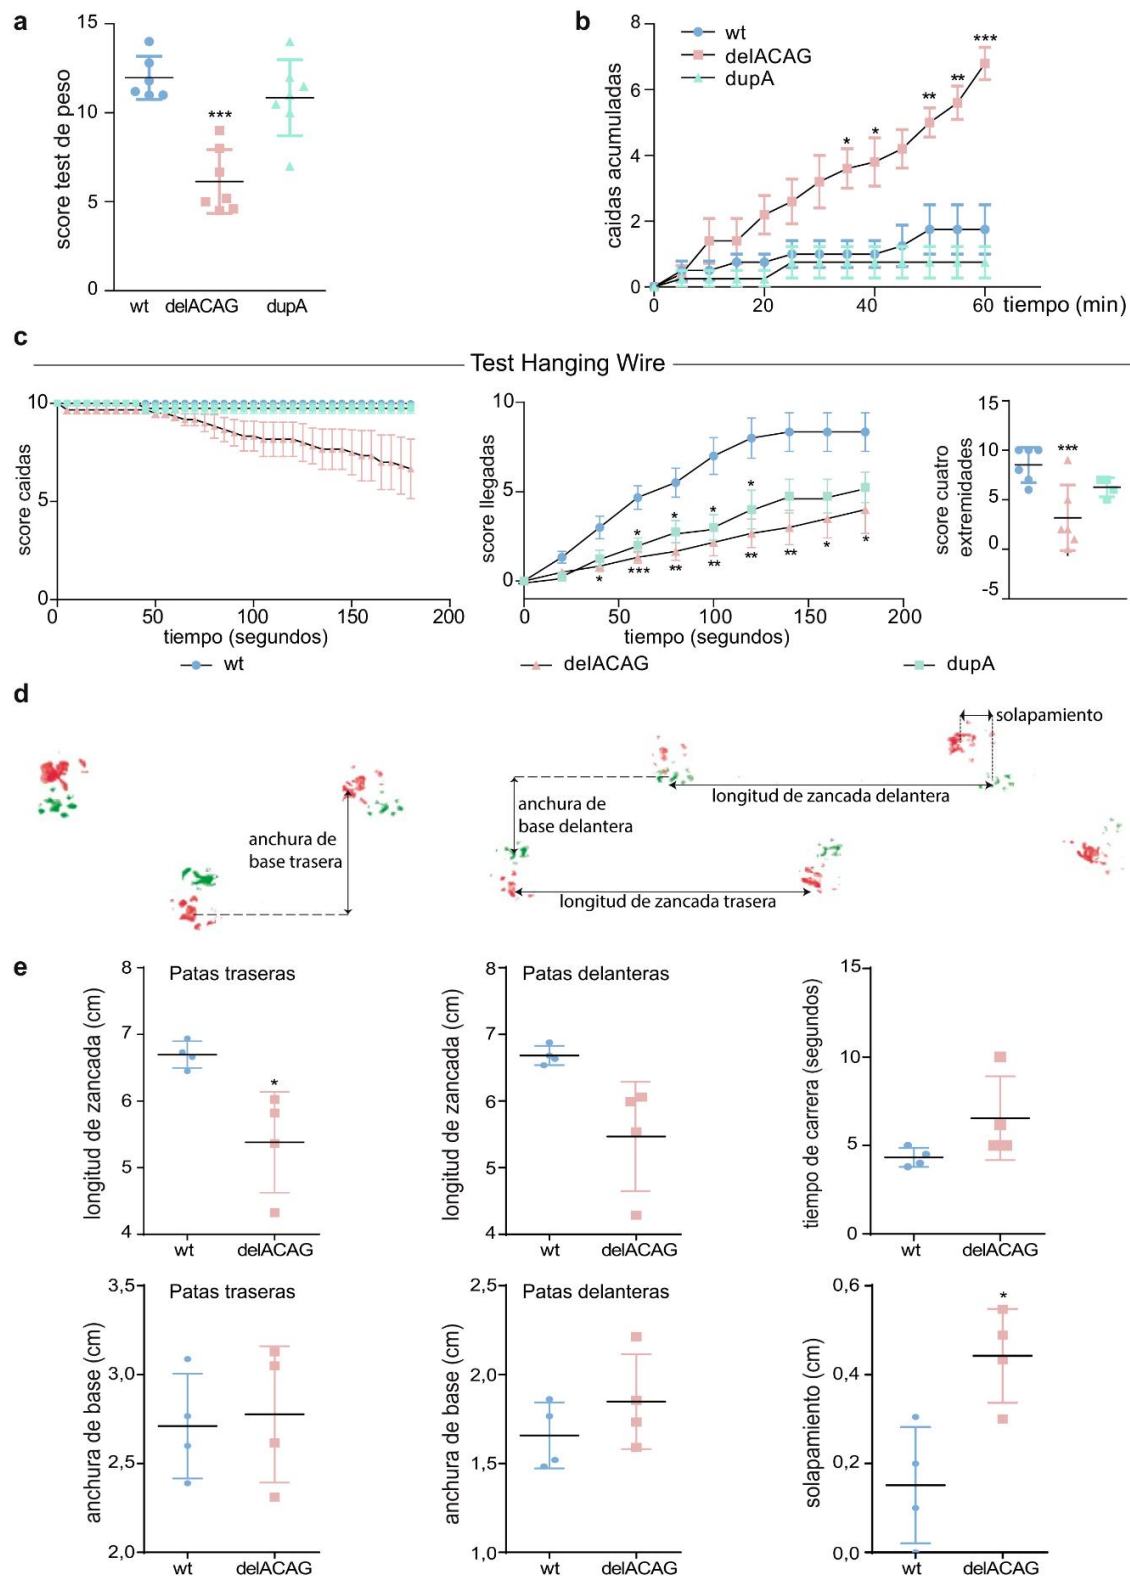 a
15
10
5
0
score test de peso
***
wt
delACAG
dupA
b
8
6
4
2
0
caidas acumuladas
wt
delACAG
dupA
*
*
**
**
***
0
20
40
60
tiempo (min)
c
Test Hanging Wire
10
5
0
score caidas
0
50
100
150
200
tiempo (segundos)
10
5
0
score llegadas
*
*
*
*
*
***
**
**
**
**
*
*
0
50
100
150
200
tiempo (segundos)
15
10
5
0
-5
score cuatro
extremidades
***
wt
delACAG
dupA
d
solapamiento
longitud de zancada delantera
anchura de
base delantera
anchura de
base trasera
longitud de zancada trasera
e
8
7
6
5
4
longitud de zancada (cm)
Patas traseras
*
wt
delACAG
8
7
6
5
4
longitud de zancada (cm)
Patas delanteras
wt
delACAG
15
10
5
0
tiempo de carrera (segundos)
wt
delACAG
3,5
3,0
2,5
2,0
anchura de base (cm)
Patas traseras
wt
delACAG
2,5
2,0
1,5
1,0
anchura de base (cm)
Patas delanteras
wt
delACAG
0,6
0,4
0,2
0,0
solapamiento (cm)
*
wt
delACAG